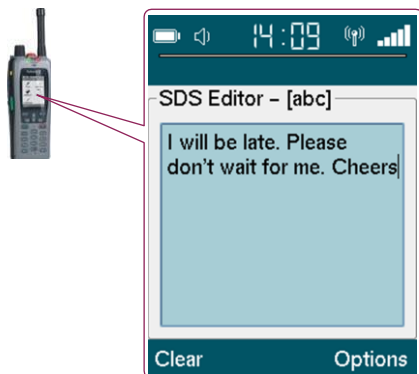 14:09
SDS Editor – [abc]
I will be late. Please
don't wait for me. Cheers
Clear
Options